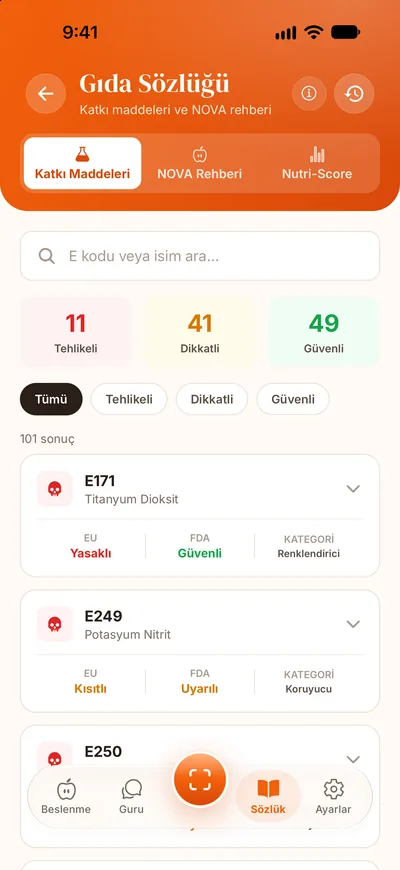 9:41
Gıda Sözlüğü
Katkı maddeleri ve NOVA rehberi
Katkı Maddeleri
NOVA Rehberi
Nutri-Score
E kodu veya isim ara...
11
41
49
Tehlikeli
Dikkatli
Güvenli
Tümü
Tehlikeli
Dikkatli
Güvenli
101 sonuç
E171
Titanyum Dioksit
EU
FDA
KATEGORİ
Yasaklı
Güvenli
Renklendirici
E249
Potasyum Nitrit
EU
FDA
KATEGORİ
Kısıtlı
Uyarılı
Koruyucu
E250
Beslenme
Guru
Sözlük
Ayarlar